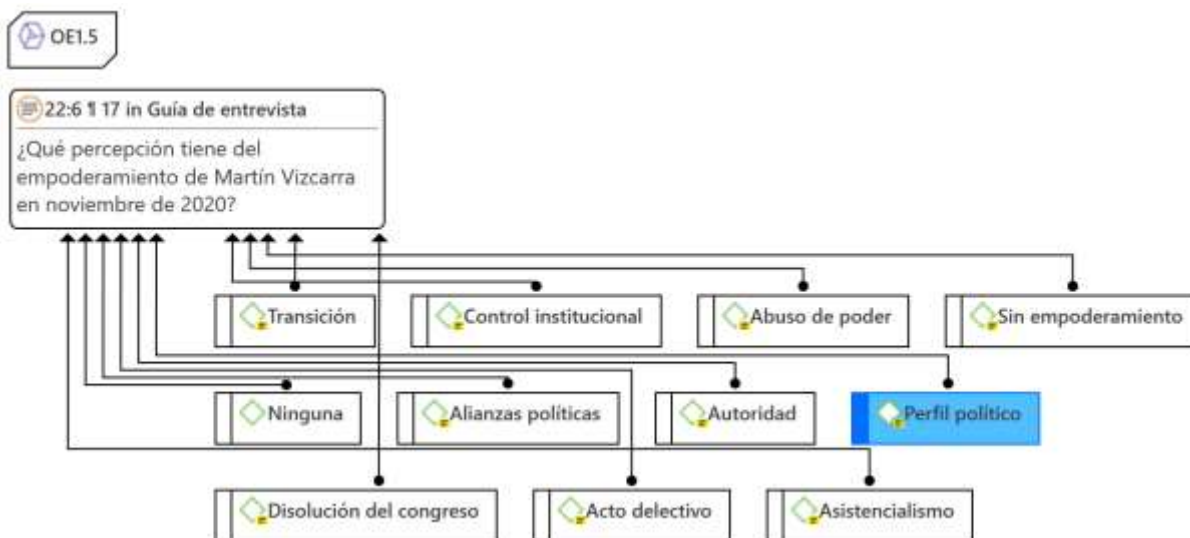 OE1.5
22:6 ¶ 17 in Guía de entrevista
¿Qué percepción tiene del
empoderamiento de Martín Vizcarra
en noviembre de 2020?
Transición
Control institucional
Abuso de poder
Sin empoderamiento
Ninguna
Alianzas políticas
Autoridad
Perfil político
Disolución del congreso
Acto delectivo
Asistencialismo